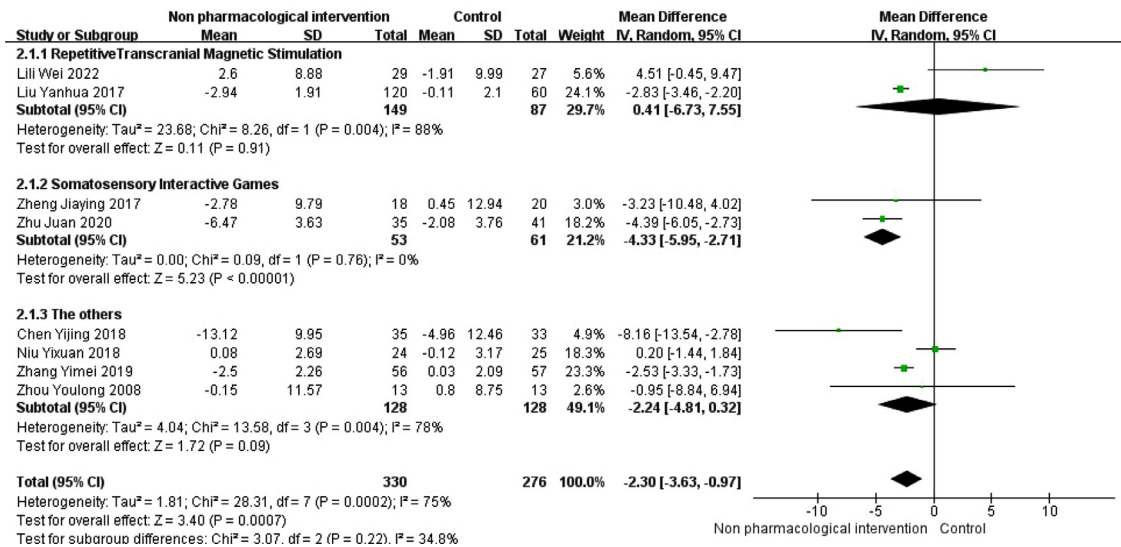 Non pharmacological intervention Control Mean Difference Mean Difference
Study or Subgroup Mean SD Total Mean SD Total Weight IV, Random, 95% CI IV, Random, 95% CI
2.1.1 RepetitiveTranscranial Magnetic Stimulation
Lili Wei 2022 2.6 8.88 29 -1.91 9.99 27 5.6% 4.51 [-0.45, 9.47]
Liu Yanhua 2017 -2.94 1.91 120 -0.11 2.1 60 24.1% -2.83 [-3.46, -2.20]
Subtotal (95% CI) 149 87 29.7% 0.41 [-6.73, 7.55]
Heterogeneity: Tau² = 23.68; Chi² = 8.26, df = 1 (P = 0.004); I² = 88%
Test for overall effect: Z = 0.11 (P = 0.91)
2.1.2 Somatosensory Interactive Games
Zheng Jiaying 2017 -2.78 9.79 18 0.45 12.94 20 3.0% -3.23 [-10.48, 4.02]
Zhu Juan 2020 -6.47 3.63 35 -2.08 3.76 41 18.2% -4.39 [-6.05, -2.73]
Subtotal (95% CI) 53 61 21.2% -4.33 [-5.95, -2.71]
Heterogeneity: Tau² = 0.00; Chi² = 0.09, df = 1 (P = 0.76); I² = 0%
Test for overall effect: Z = 5.23 (P < 0.00001)
2.1.3 The others
Chen Yijing 2018 -13.12 9.95 35 -4.96 12.46 33 4.9% -8.16 [-13.54, -2.78]
Niu Yixuan 2018 0.08 2.69 24 -0.12 3.17 25 18.3% 0.20 [-1.44, 1.84]
Zhang Yimei 2019 -2.5 2.26 56 0.03 2.09 57 23.3% -2.53 [-3.33, -1.73]
Zhou Youlong 2008 -0.15 11.57 13 0.8 8.75 13 2.6% -0.95 [-8.84, 6.94]
Subtotal (95% CI) 128 128 49.1% -2.24 [-4.81, 0.32]
Heterogeneity: Tau² = 4.04; Chi² = 13.58, df = 3 (P = 0.004); I² = 78%
Test for overall effect: Z = 1.72 (P = 0.09)
Total (95% CI) 330 276 100.0% -2.30 [-3.63, -0.97]
Heterogeneity: Tau² = 1.81; Chi² = 28.31, df = 7 (P = 0.0002); I² = 75%
Test for overall effect: Z = 3.40 (P = 0.0007)
Test for subgroup differences: Chi² = 3.07, df = 2 (P = 0.22), I² = 34.8%
-10 -5 0 5 10
Non pharmacological intervention Control